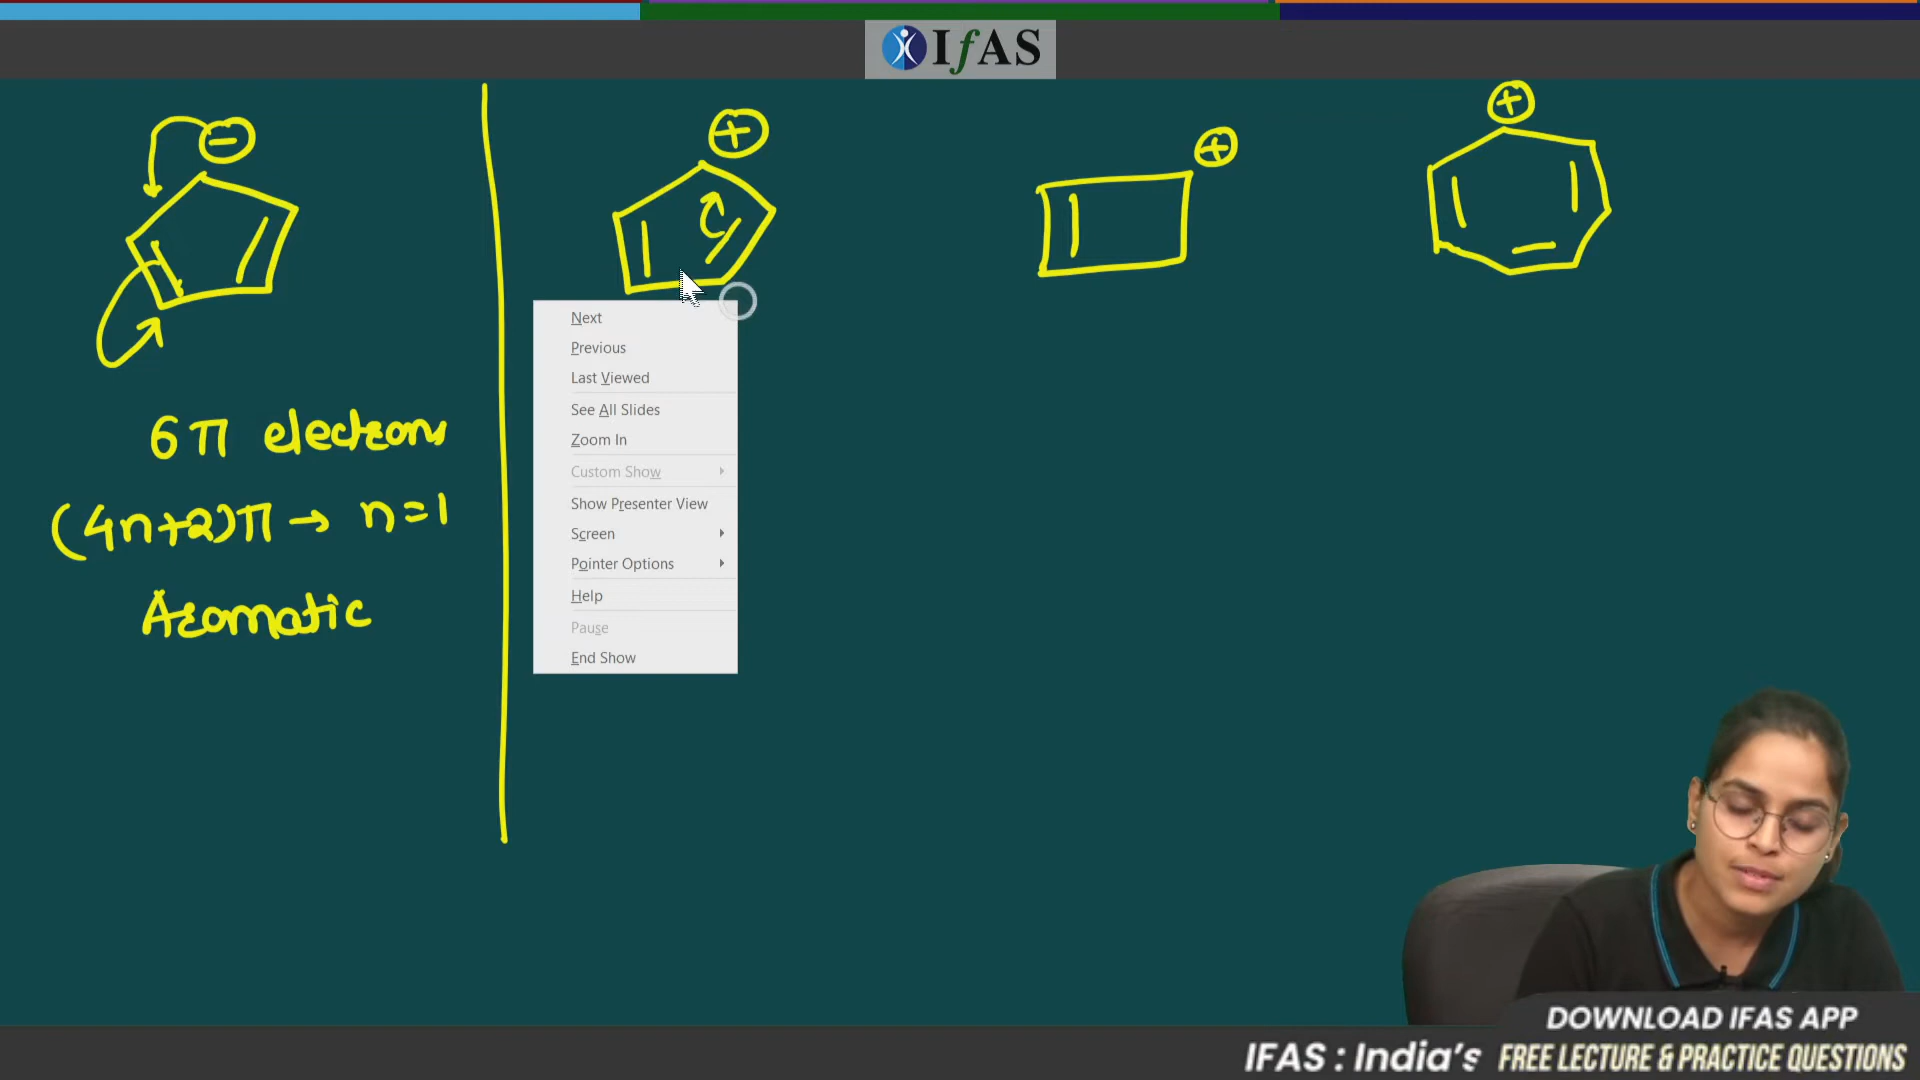 IfAS
−
+
+
+
6π electrons
(4n+2)π → n=1
Aromatic
Next
Previous
Last Viewed
See All Slides
Zoom In
Custom Show
Show Presenter View
Screen
Pointer Options
Help
Pause
End Show
DOWNLOAD IFAS APP
IFAS : India's
FREE LECTURE & PRACTICE QUESTIONS